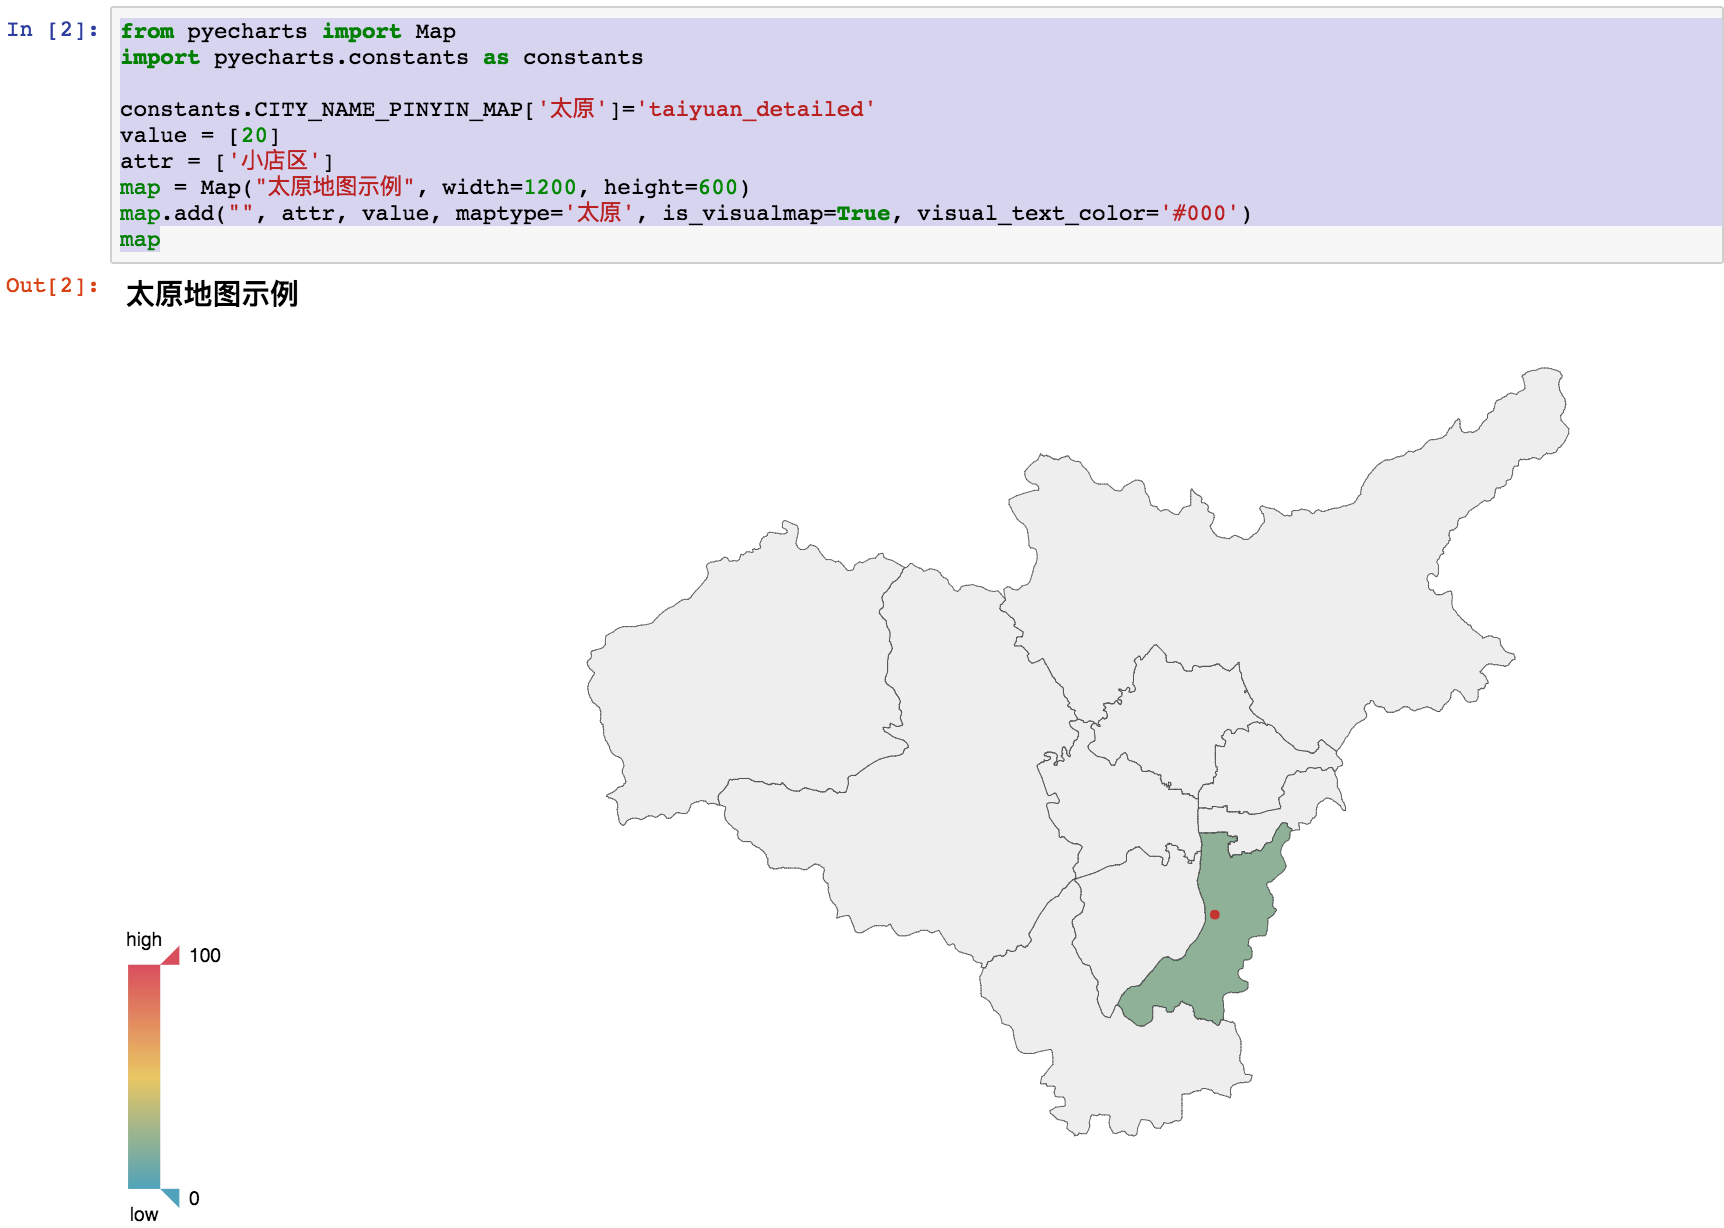 In [2]:
from pyecharts import Map
import pyecharts.constants as constants
constants.CITY_NAME_PINYIN_MAP['太原']='taiyuan_detailed'
value = [20]
attr = ['小店区']
map = Map("太原地图示例", width=1200, height=600)
map.add("", attr, value, maptype='太原', is_visualmap=True, visual_text_color='#000')
map
Out[2]:
太原地图示例
high
100
0
low